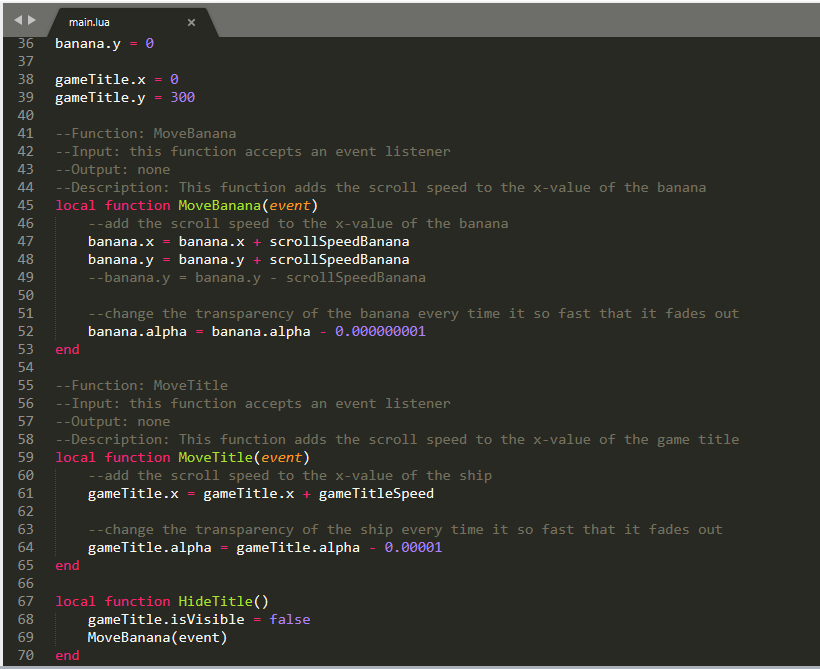 main.lua
36 banana.y = 0
37
38 gameTitle.x = 0
39 gameTitle.y = 300
40
41 --Function: MoveBanana
42 --Input: this function accepts an event listener
43 --Output: none
44 --Description: This function adds the scroll speed to the x-value of the banana
45 local function MoveBanana(event)
46     --add the scroll speed to the x-value of the banana
47     banana.x = banana.x + scrollSpeedBanana
48     banana.y = banana.y + scrollSpeedBanana
49     --banana.y = banana.y - scrollSpeedBanana
50
51     --change the transparency of the banana every time it so fast that it fades out
52     banana.alpha = banana.alpha - 0.000000001
53 end
54
55 --Function: MoveTitle
56 --Input: this function accepts an event listener
57 --Output: none
58 --Description: This function adds the scroll speed to the x-value of the game title
59 local function MoveTitle(event)
60     --add the scroll speed to the x-value of the ship
61     gameTitle.x = gameTitle.x + gameTitleSpeed
62
63     --change the transparency of the ship every time it so fast that it fades out
64     gameTitle.alpha = gameTitle.alpha - 0.00001
65 end
66
67 local function HideTitle()
68     gameTitle.isVisible = false
69     MoveBanana(event)
70 end